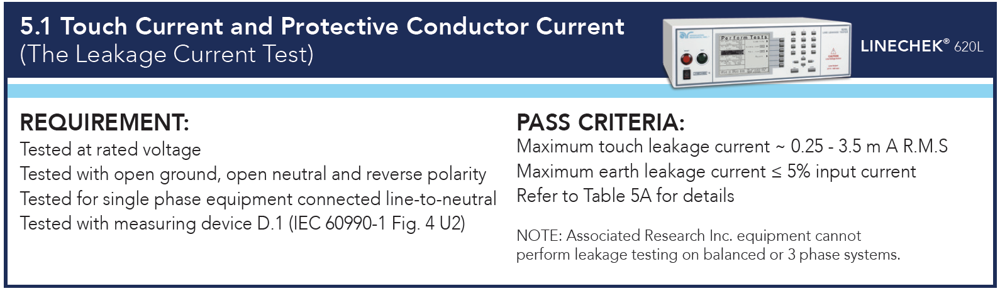 5.1 Touch Current and Protective Conductor Current
(The Leakage Current Test)
Perform Tests
LINECHEK® 620L
REQUIREMENT:
Tested at rated voltage
Tested with open ground, open neutral and reverse polarity
Tested for single phase equipment connected line-to-neutral
Tested with measuring device D.1 (IEC 60990-1 Fig. 4 U2)
PASS CRITERIA:
Maximum touch leakage current ~ 0.25 - 3.5 m A R.M.S
Maximum earth leakage current ≤ 5% input current
Refer to Table 5A for details
NOTE: Associated Research Inc. equipment cannot
perform leakage testing on balanced or 3 phase systems.